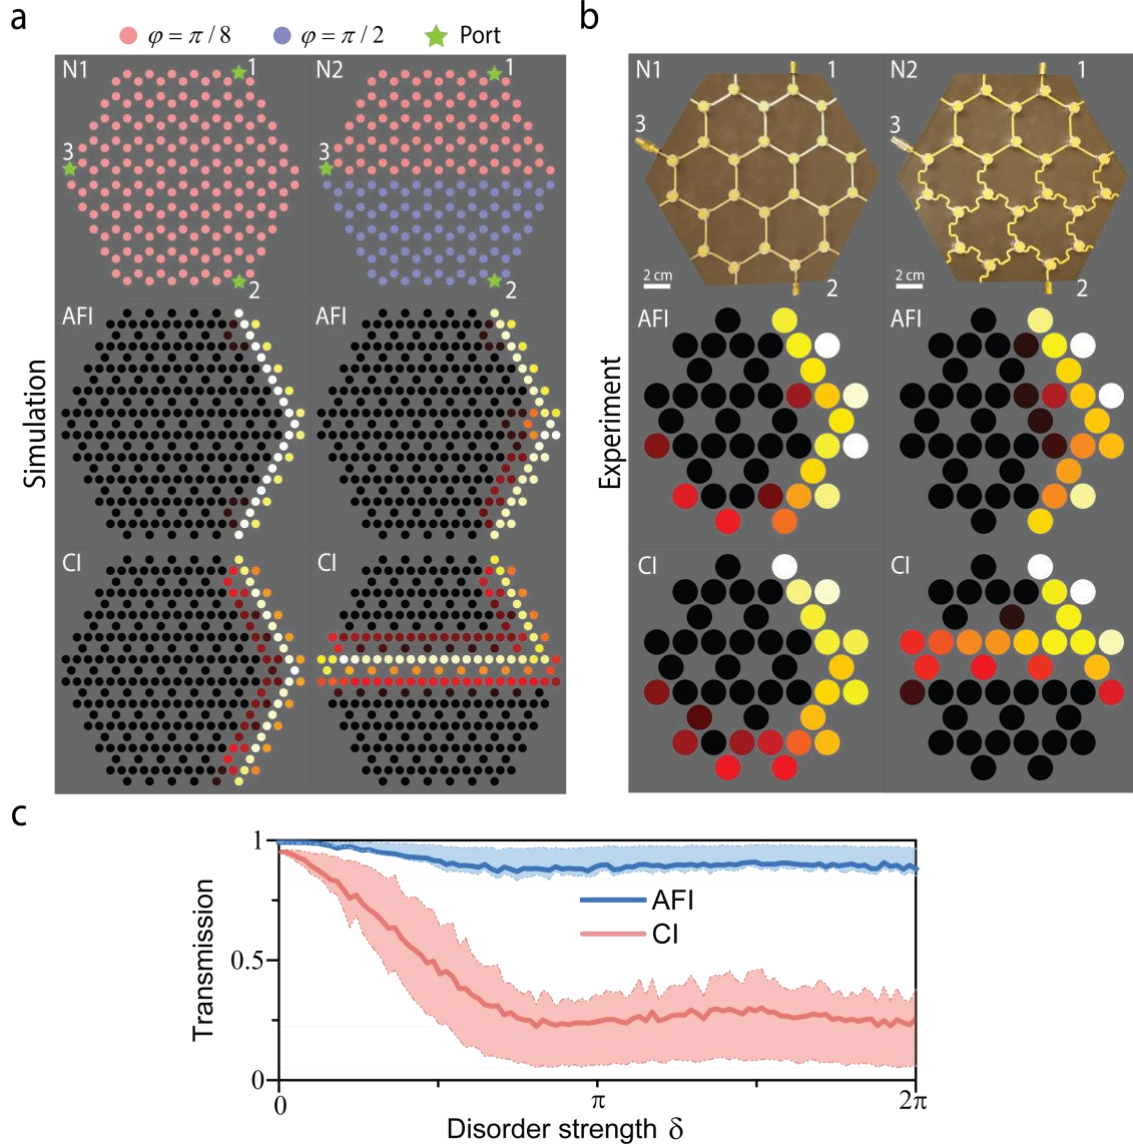 a
φ = π / 8
φ = π / 2
Port
N1
1
3
2
N2
1
3
2
AFI
AFI
CI
CI
Simulation
b
N1
1
3
2 cm
2
N2
1
3
2 cm
2
AFI
AFI
CI
CI
Experiment
c
1
0.5
0
Transmission
AFI
CI
0
π
2π
Disorder strength δ